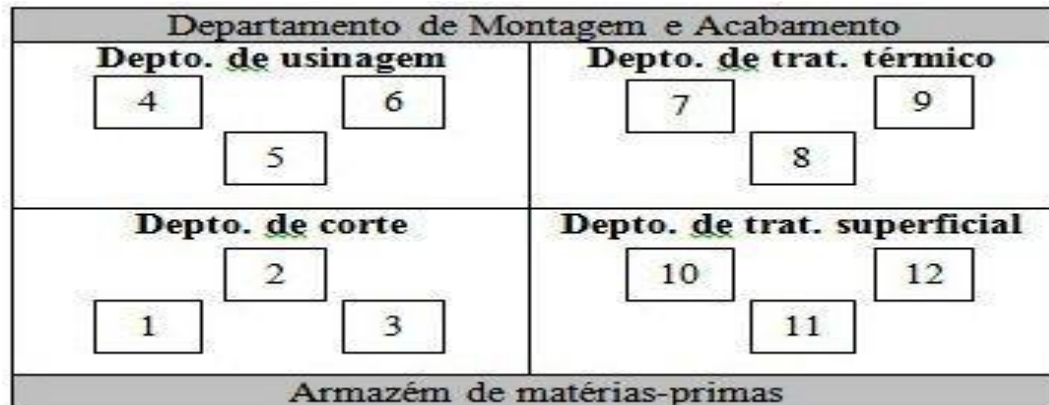 Departamento de Montagem e Acabamento
Depto. de usinagem
Depto. de trat. térmico
4
6
7
9
5
8
Depto. de corte
Depto. de trat. superficial
2
10
12
1
3
11
Armazém de matérias-primas